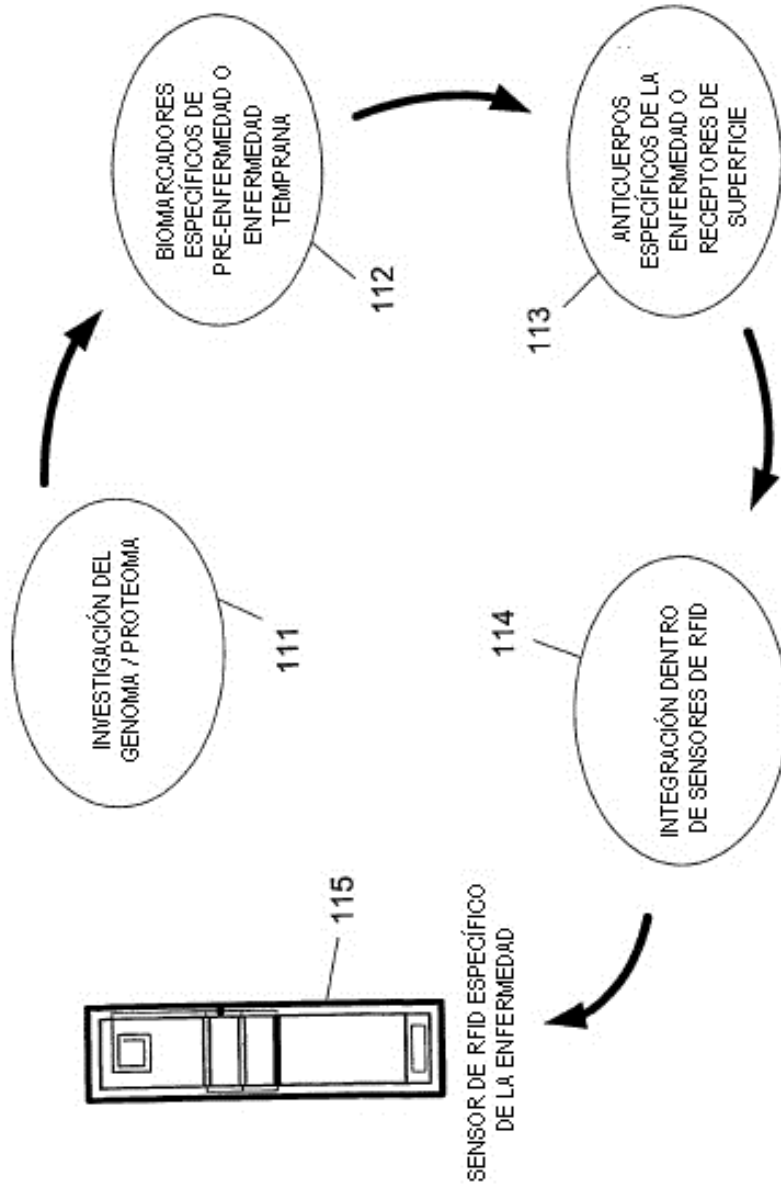 INVESTIGACIÓN DEL
GENOMA / PROTEOMA
111
BIOMARCADORES
ESPECÍFICOS DE
PRE-ENFERMEDAD O
ENFERMEDAD
TEMPRANA
112
ANTICUERPOS
ESPECÍFICOS DE LA
ENFERMEDAD O
RECEPTORES DE
SUPERFICIE
113
INTEGRACIÓN DENTRO
DE SENSORES DE RFID
114
115
SENSOR DE RFID ESPECÍFICO
DE LA ENFERMEDAD